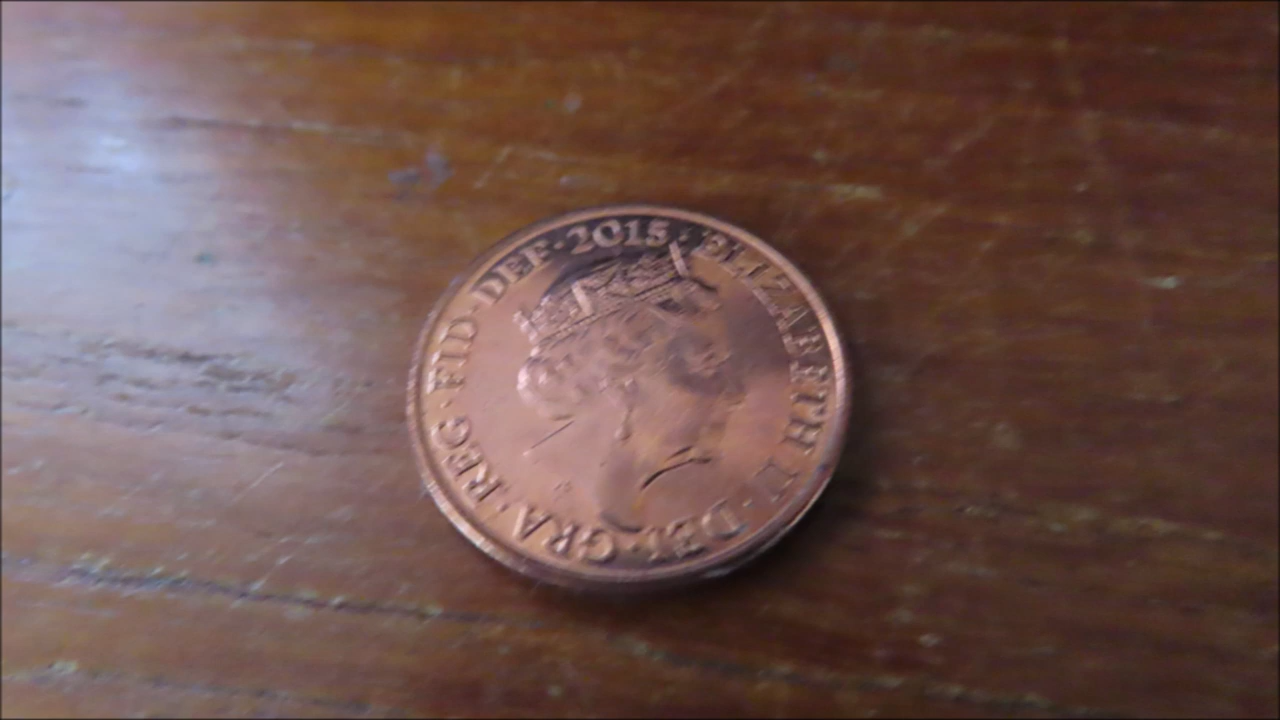 ELIZABETH II · DEI · GRA · REG · FID · DEF · 2015 ·